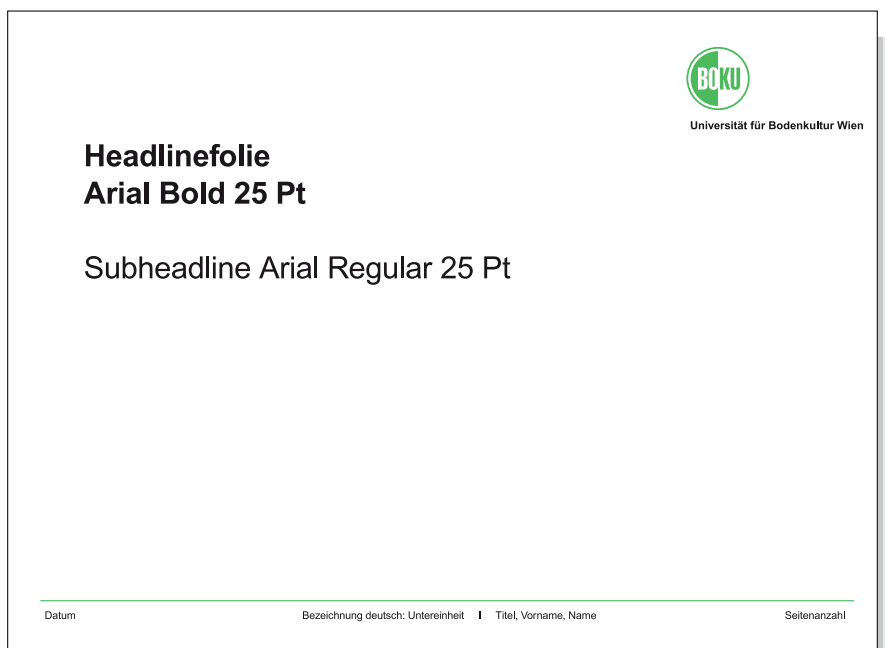 BOKU
Universität für Bodenkultur Wien
Headlinefolie
Arial Bold 25 Pt
Subheadline Arial Regular 25 Pt
Datum Bezeichnung deutsch: Untereinheit I Titel, Vorname, Name Seitenanzahl